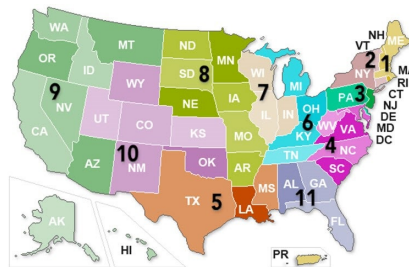 WA
MT
ND
MN
VT
NH
ME
OR
ID
WY
SD
8
WI
MI
NY
2
1
MA
RI
9
NV
NE
IA
7
PA
3
CT
NJ
CA
UT
CO
IL
IN
OH
6
WV
VA
DE
MD
DC
10
KS
MO
KY
4
NC
AZ
NM
OK
AR
TN
SC
TX
5
LA
MS
AL
GA
11
FL
AK
HI
PR